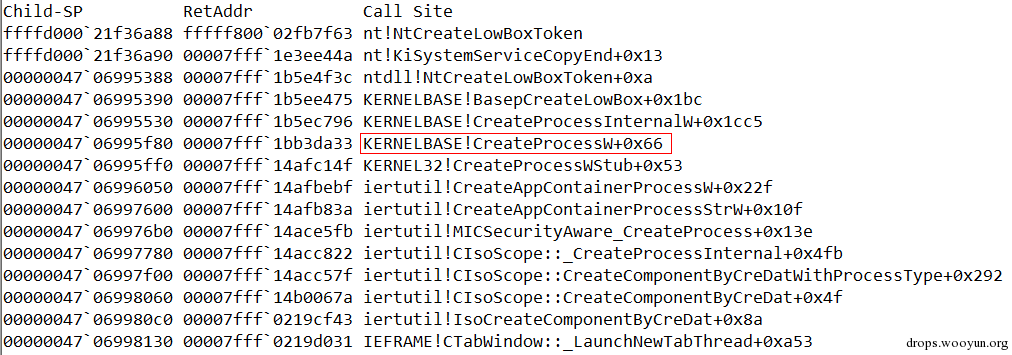 Child-SP RetAddr Call Site
ffffd000`21f36a88 fffff800`02fb7f63 nt!NtCreateLowBoxToken
ffffd000`21f36a90 00007fff`1e3ee44a nt!KiSystemServiceCopyEnd+0x13
00000047`06995388 00007fff`1b5e4f3c ntdll!NtCreateLowBoxToken+0xa
00000047`06995390 00007fff`1b5ee475 KERNELBASE!BasepCreateLowBox+0x1bc
00000047`06995530 00007fff`1b5ec796 KERNELBASE!CreateProcessInternalW+0x1cc5
00000047`06995f80 00007fff`1bb3da33 KERNELBASE!CreateProcessW+0x66
00000047`06995ff0 00007fff`14afc14f KERNEL32!CreateProcessWStub+0x53
00000047`06996050 00007fff`14afbebf iertutil!CreateAppContainerProcessW+0x22f
00000047`06997600 00007fff`14afb83a iertutil!CreateAppContainerProcessStrW+0x10f
00000047`069976b0 00007fff`14ace5fb iertutil!MICSecurityAware_CreateProcess+0x13e
00000047`06997780 00007fff`14acc822 iertutil!CIsoScope::_CreateProcessInternal+0x4fb
00000047`06997f00 00007fff`14acc57f iertutil!CIsoScope::CreateComponentByCreDatWithProcessType+0x292
00000047`06998060 00007fff`14b0067a iertutil!CIsoScope::CreateComponentByCreDat+0x4f
00000047`069980c0 00007fff`0219cf43 iertutil!IsoCreateComponentByCreDat+0x8a
00000047`06998130 00007fff`0219d031 IEFRAME!CTabWindow::_LaunchNewTabThread+0xa53
drops.wooyun.org